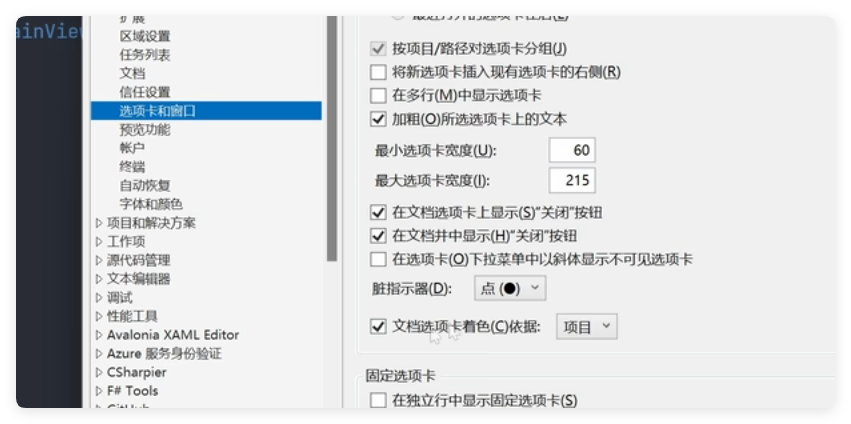 ainView
扩展
区域设置
任务列表
文档
信任设置
选项卡和窗口
预览功能
帐户
终端
自动恢复
字体和颜色
项目和解决方案
工作项
源代码管理
文本编辑器
调试
性能工具
Avalonia XAML Editor
Azure 服务身份验证
CSharpier
F# Tools
按项目/路径对选项卡分组(J)
将新选项卡插入现有选项卡的右侧(R)
在多行(M)中显示选项卡
加粗(O)所选选项卡上的文本
最小选项卡宽度(U): 60
最大选项卡宽度(I): 215
在文档选项卡上显示(S)"关闭"按钮
在文档井中显示(H)"关闭"按钮
在选项卡(O)下拉菜单中以斜体显示不可见选项卡
脏指示器(D): 点 (●)
文档选项卡着色(C)依据: 项目
固定选项卡
在独立行中显示固定选项卡(S)